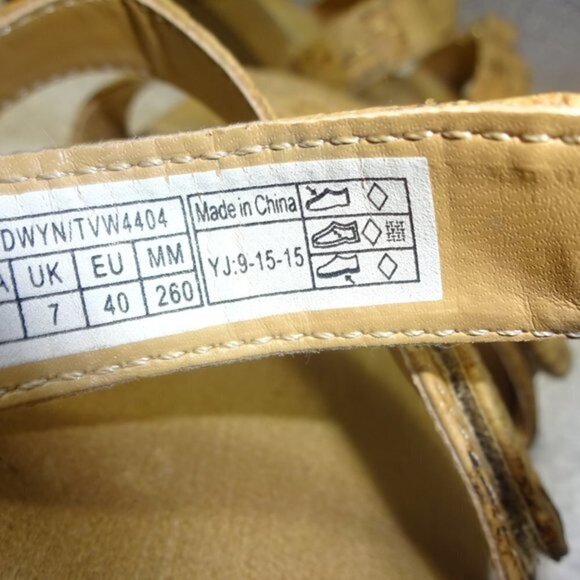 DWYN/TVW4404
A UK EU MM
7 40 260
Made in China
YJ:9-15-15